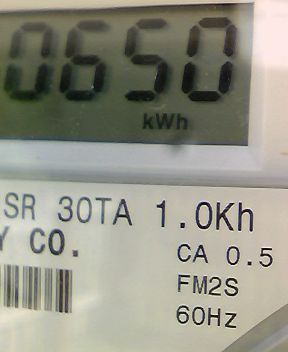 0650
kWh
SR 30TA 1.0Kh
Y CO.
CA 0.5
FM2S
60Hz